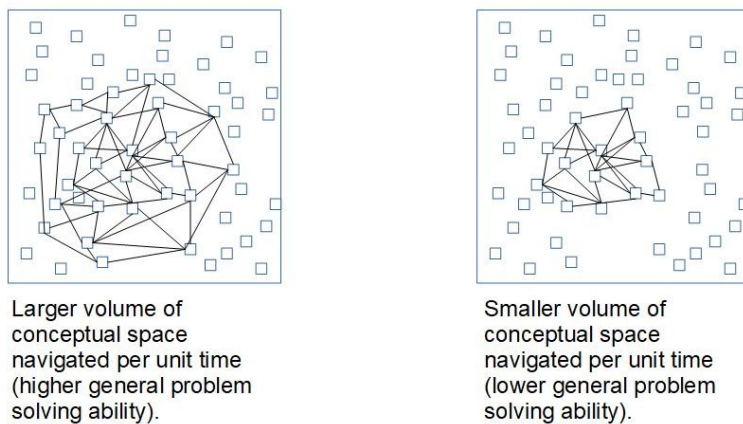 Larger volume of
conceptual space
navigated per unit time
(higher general problem
solving ability).
Smaller volume of
conceptual space
navigated per unit time
(lower general problem
solving ability).